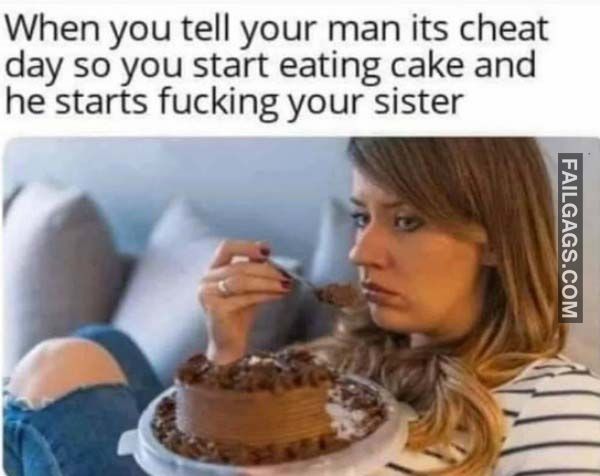 When you tell your man its cheat
day so you start eating cake and
he starts fucking your sister
FAILGAGS.COM